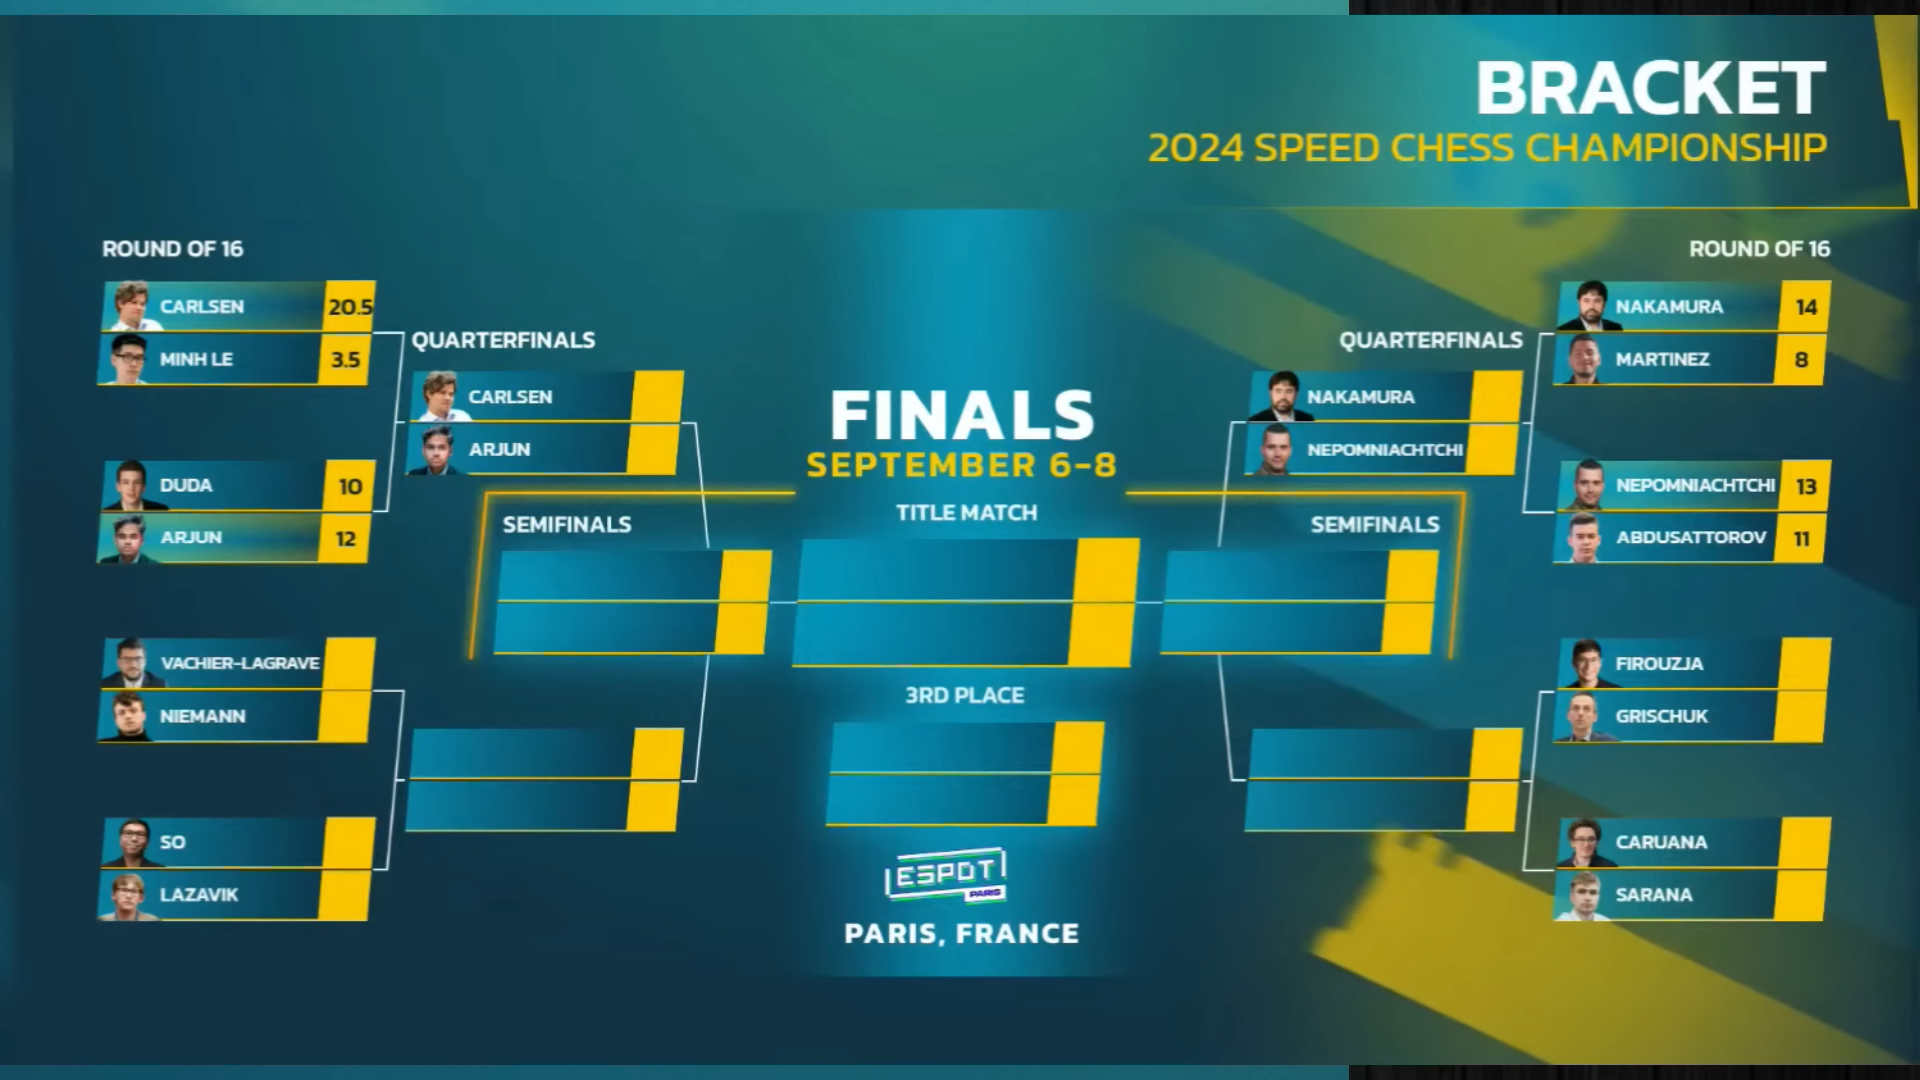 BRACKET
2024 SPEED CHESS CHAMPIONSHIP
ROUND OF 16
CARLSEN 20.5
MINH LE 3.5
DUDA 10
ARJUN 12
VACHIER-LAGRAVE
NIEMANN
SO
LAZAVIK
QUARTERFINALS
CARLSEN
ARJUN
SEMIFINALS
FINALS
SEPTEMBER 6-8
TITLE MATCH
3RD PLACE
ESPOT
PARIS
PARIS, FRANCE
SEMIFINALS
QUARTERFINALS
NAKAMURA
NEPOMNIACHTCHI
ROUND OF 16
NAKAMURA 14
MARTINEZ 8
NEPOMNIACHTCHI 13
ABDUSATTOROV 11
FIROUZJA
GRISCHUK
CARUANA
SARANA